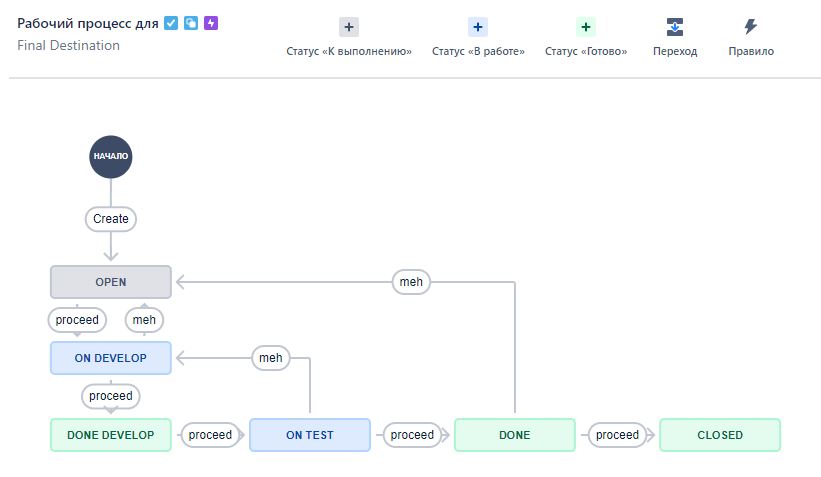 Рабочий процесс для
Final Destination
Статус «К выполнению»
Статус «В работе»
Статус «Готово»
Переход
Правило
НАЧАЛО
Create
OPEN
meh
proceed
meh
ON DEVELOP
meh
proceed
DONE DEVELOP
proceed
ON TEST
proceed
DONE
proceed
CLOSED